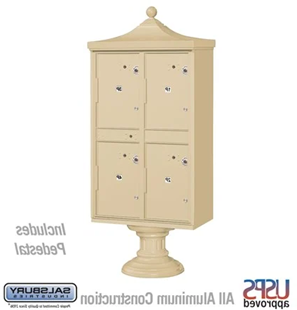 Includes
Pedestal
SALSBURY
INDUSTRIES
All Aluminum Construction
USPS
approved